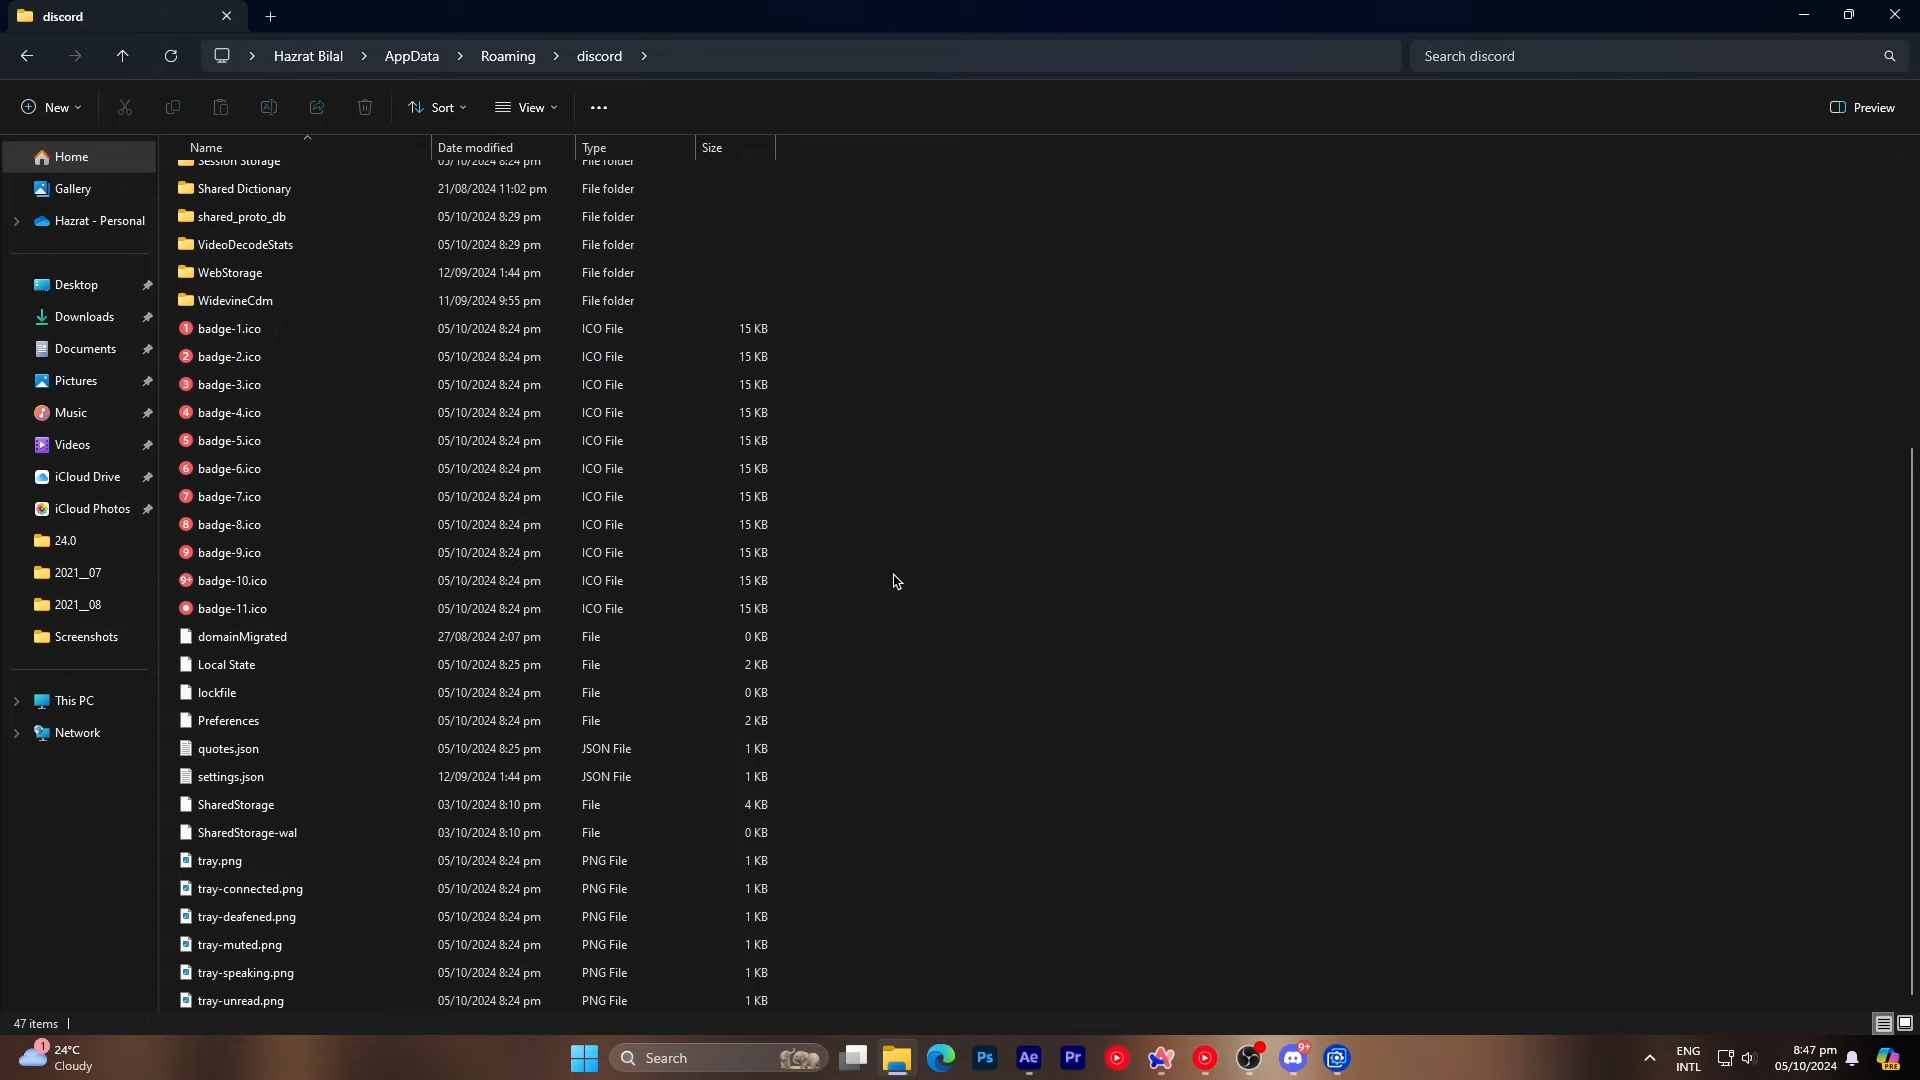 discord
Hazrat Bilal > AppData > Roaming > discord >
Search discord
New
Sort
View
Preview
Name Date modified Type Size
Session Storage 05/10/2024 8:24 pm File folder
Shared Dictionary 21/08/2024 11:02 pm File folder
shared_proto_db 05/10/2024 8:29 pm File folder
VideoDecodeStats 05/10/2024 8:29 pm File folder
WebStorage 12/09/2024 1:44 pm File folder
WidevineCdm 11/09/2024 9:55 pm File folder
1 badge-1.ico 05/10/2024 8:24 pm ICO File 15 KB
2 badge-2.ico 05/10/2024 8:24 pm ICO File 15 KB
3 badge-3.ico 05/10/2024 8:24 pm ICO File 15 KB
4 badge-4.ico 05/10/2024 8:24 pm ICO File 15 KB
5 badge-5.ico 05/10/2024 8:24 pm ICO File 15 KB
6 badge-6.ico 05/10/2024 8:24 pm ICO File 15 KB
7 badge-7.ico 05/10/2024 8:24 pm ICO File 15 KB
8 badge-8.ico 05/10/2024 8:24 pm ICO File 15 KB
9 badge-9.ico 05/10/2024 8:24 pm ICO File 15 KB
9+ badge-10.ico 05/10/2024 8:24 pm ICO File 15 KB
badge-11.ico 05/10/2024 8:24 pm ICO File 15 KB
domainMigrated 27/08/2024 2:07 pm File 0 KB
Local State 05/10/2024 8:25 pm File 2 KB
lockfile 05/10/2024 8:24 pm File 0 KB
Preferences 05/10/2024 8:24 pm File 2 KB
quotes.json 05/10/2024 8:25 pm JSON File 1 KB
settings.json 12/09/2024 1:44 pm JSON File 1 KB
SharedStorage 03/10/2024 8:10 pm File 4 KB
SharedStorage-wal 03/10/2024 8:10 pm File 0 KB
tray.png 05/10/2024 8:24 pm PNG File 1 KB
tray-connected.png 05/10/2024 8:24 pm PNG File 1 KB
tray-deafened.png 05/10/2024 8:24 pm PNG File 1 KB
tray-muted.png 05/10/2024 8:24 pm PNG File 1 KB
tray-speaking.png 05/10/2024 8:24 pm PNG File 1 KB
tray-unread.png 05/10/2024 8:24 pm PNG File 1 KB
Home
Gallery
Hazrat - Personal
Desktop
Downloads
Documents
Pictures
Music
Videos
iCloud Drive
iCloud Photos
24.0
2021__07
2021__08
Screenshots
This PC
Network
47 items
1
24°C
Cloudy
Search
Ps
Ae
Pr
9+
ENG
INTL
8:47 pm
05/10/2024
PRE